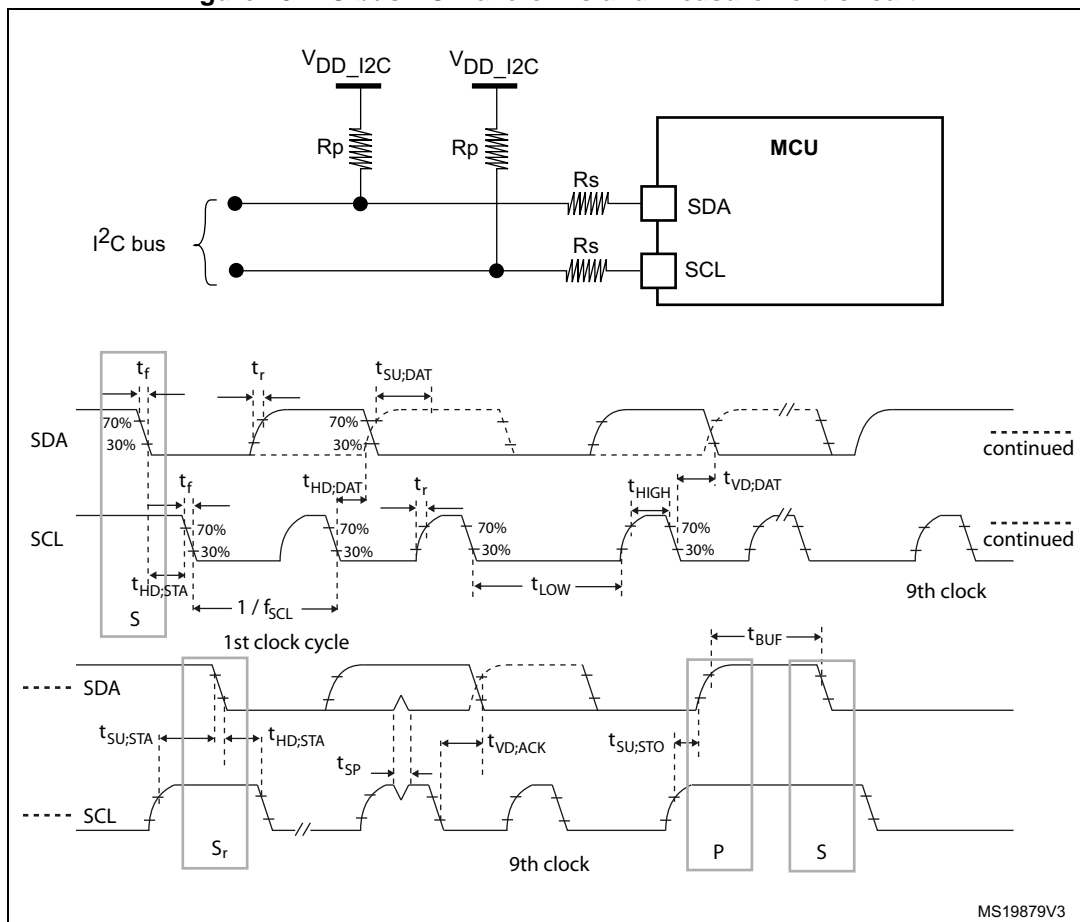 V_DD_I2C V_DD_I2C
Rp Rp
MCU
Rs
SDA
I²C bus
Rs
SCL
t_f t_r t_SU;DAT
70% 70%
SDA
30% 30%
continued
t_f t_HD;DAT t_r t_HIGH t_VD;DAT
70% 70% 70% 70%
SCL
30% 30% 30% 30%
continued
t_HD;STA
t_LOW
S 1 / f_SCL 9th clock
1st clock cycle
t_BUF
SDA
t_SU;STA t_HD;STA t_SP t_VD;ACK t_SU;STO
SCL
S_r 9th clock P S
MS19879V3